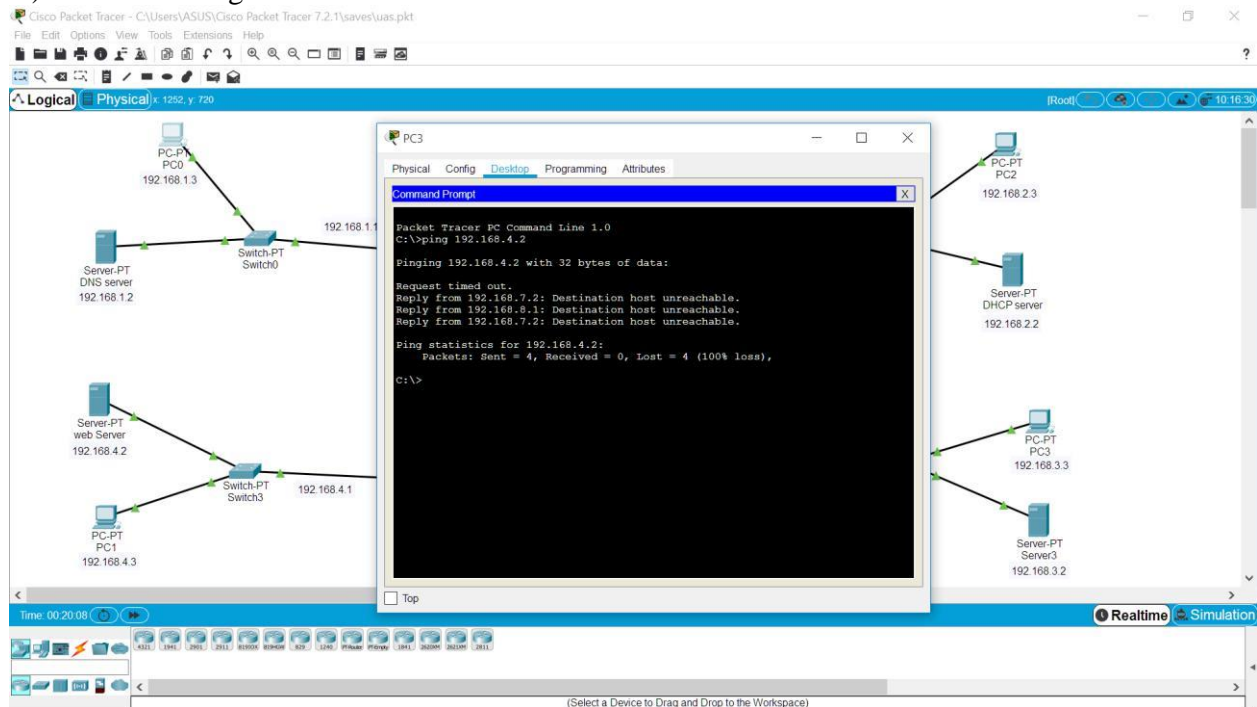 Cisco Packet Tracer - C:\Users\ASUS\Cisco Packet Tracer 7.2.1\saves\uas.pkt
File Edit Options View Tools Extensions Help
?
Logical Physical x: 1252, y: 720
[Root]
10:16:30
PC-PT
PC0
192.168.1.3
Server-PT
DNS server
192.168.1.2
Switch-PT
Switch0
192.168.1.1
Server-PT
web Server
192.168.4.2
Switch-PT
Switch3
192.168.4.1
PC-PT
PC1
192.168.4.3
PC3
Physical Config Desktop Programming Attributes
Command Prompt
X
Packet Tracer PC Command Line 1.0
C:\>ping 192.168.4.2
Pinging 192.168.4.2 with 32 bytes of data:
Request timed out.
Reply from 192.168.7.2: Destination host unreachable.
Reply from 192.168.8.1: Destination host unreachable.
Reply from 192.168.7.2: Destination host unreachable.
Ping statistics for 192.168.4.2:
Packets: Sent = 4, Received = 0, Lost = 4 (100% loss),
C:\>
Top
PC-PT
PC2
192.168.2.3
Server-PT
DHCP server
192.168.2.2
PC-PT
PC3
192.168.3.3
Server-PT
Server3
192.168.3.2
Time: 00:20:08
Realtime Simulation
4321 1941 2901 2911 819IOX 819HGW 829 1240 PT-Router PT-Empty 1841 2620XM 2621XM 2811
(Select a Device to Drag and Drop to the Workspace)